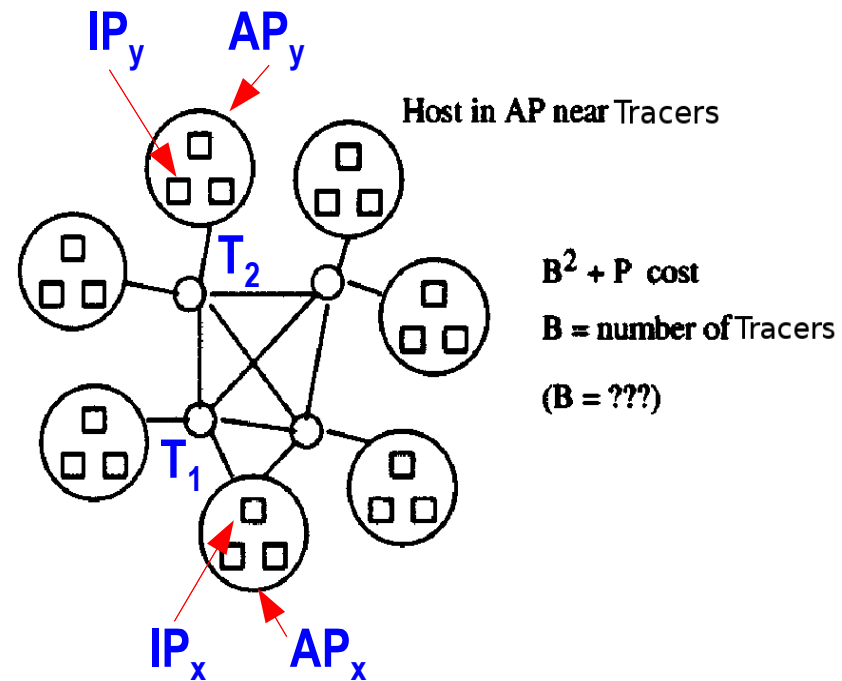 IPy APy
Host in AP near Tracers
T2
B² + P cost
B = number of Tracers
(B = ???)
T1
IPx APx